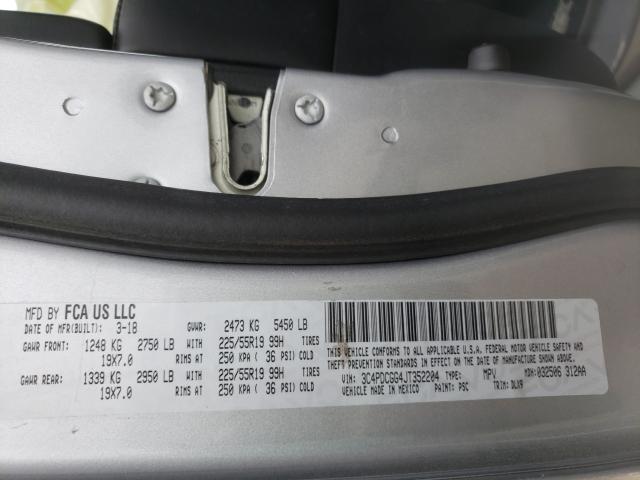 MFD BY FCA US LLC
DATE OF MFR(BUILT): 3-18 GVWR: 2473 KG 5450 LB
GAWR FRONT: 1248 KG 2750 LB WITH 225/55R19 99H TIRES
19X7.0 RIMS AT 250 KPA ( 36 PSI) COLD
GAWR REAR: 1339 KG 2950 LB WITH 225/55R19 99H TIRES
19X7.0 RIMS AT 250 KPA ( 36 PSI) COLD
THIS VEHICLE CONFORMS TO ALL APPLICABLE U.S.A. FEDERAL MOTOR VEHICLE SAFETY AND
THEFT PREVENTION STANDARDS IN EFFECT ON THE DATE OF MANUFACTURE SHOWN ABOVE.
VIN: 3C4PDCGG4JT352204 TYPE: MPV MDH: 032506 312AA
VEHICLE MADE IN MEXICO PAINT: PSC TRIM: DLX9